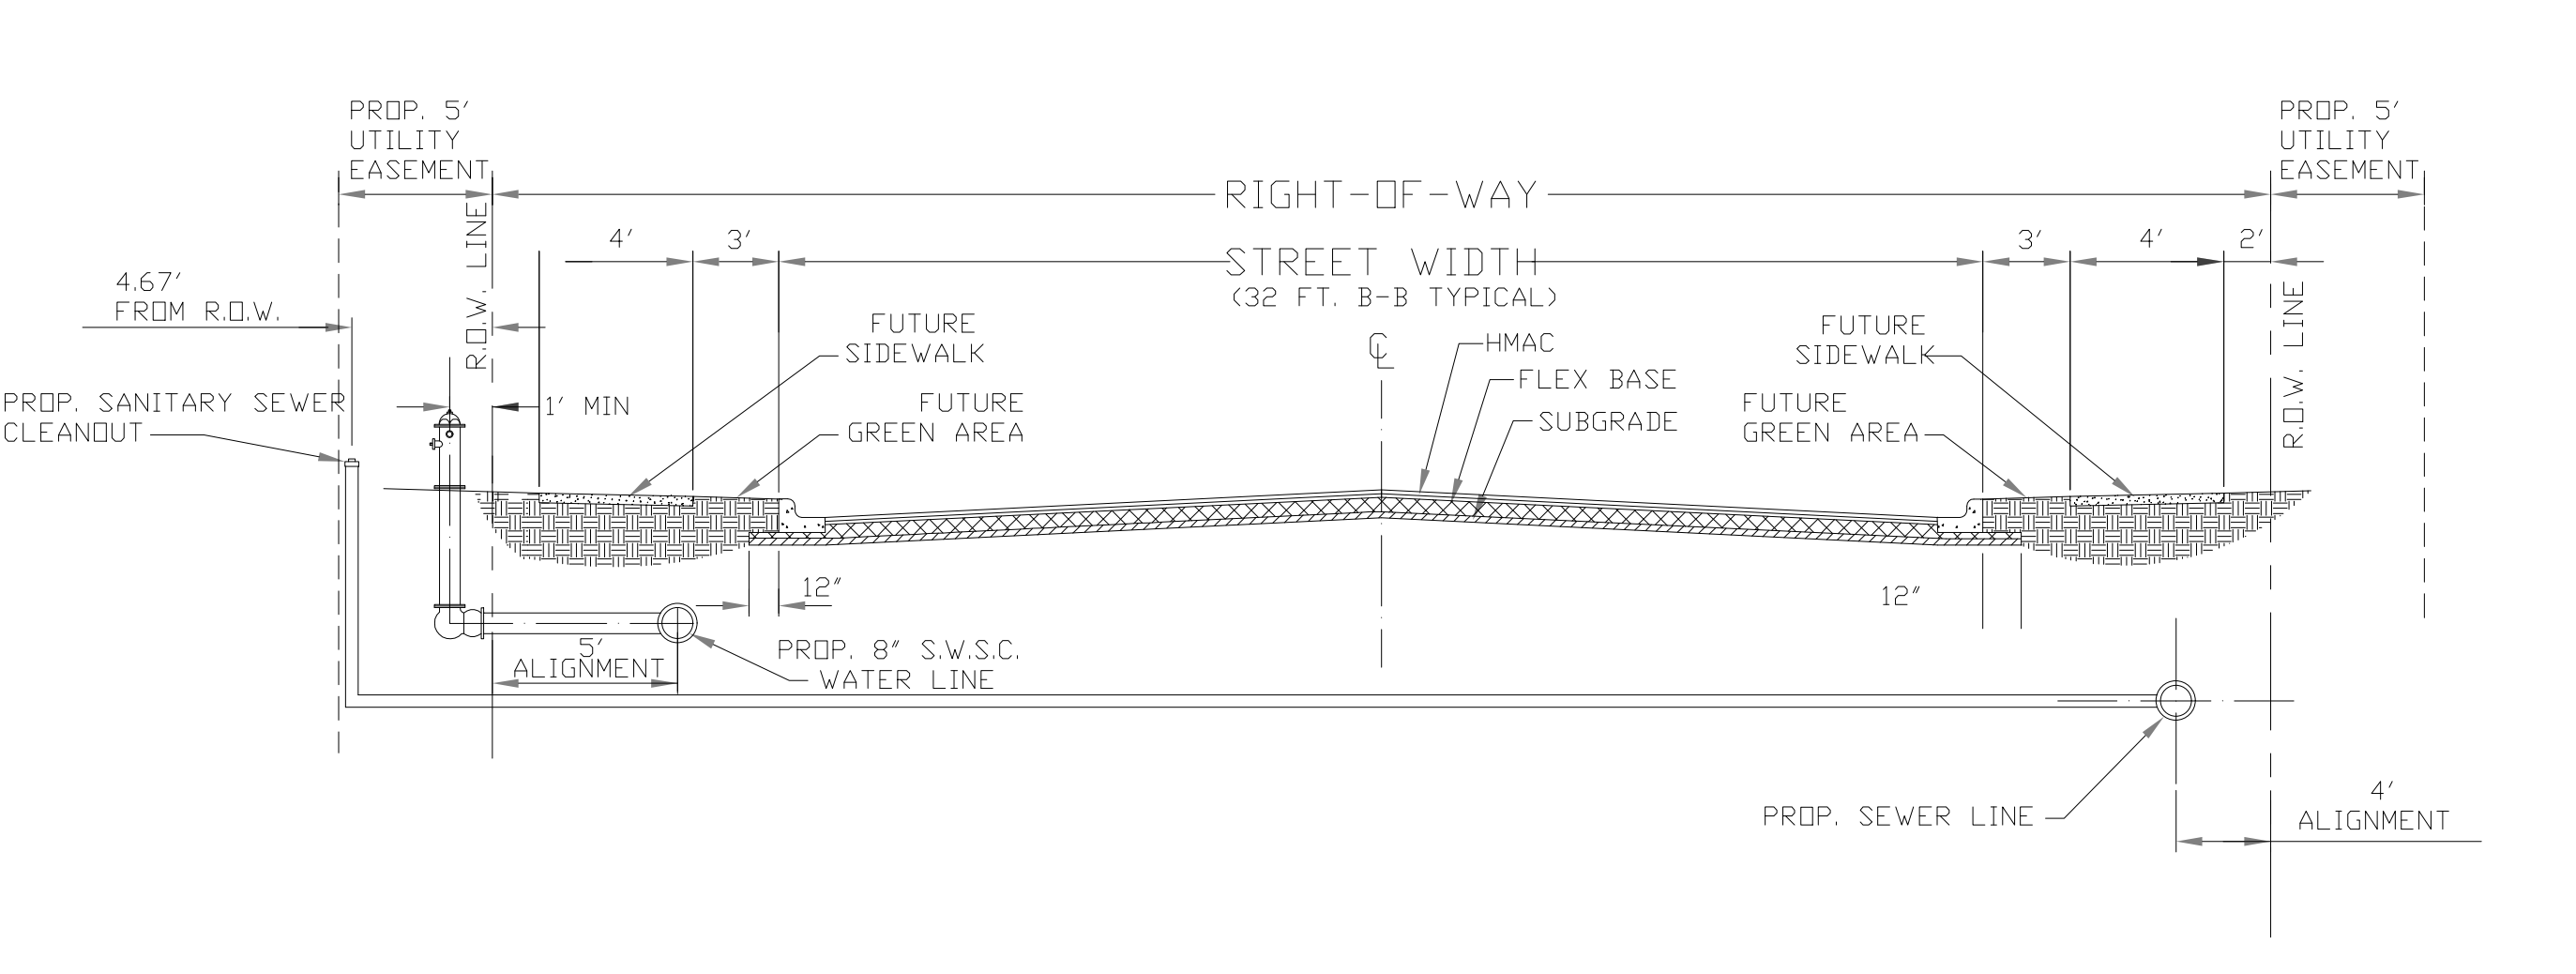 PROP. 5'
UTILITY
EASEMENT
PROP. 5'
UTILITY
EASEMENT
RIGHT-OF-WAY
R.O.W. LINE
4'
3'
STREET WIDTH
(32 FT. B-B TYPICAL)
3'
4'
2'
R.O.W. LINE
4.67'
FROM R.O.W.
FUTURE
SIDEWALK
C
L
HMAC
FLEX BASE
SUBGRADE
FUTURE
SIDEWALK
PROP. SANITARY SEWER
CLEANOUT
1' MIN
FUTURE
GREEN AREA
FUTURE
GREEN AREA
12"
12"
5'
ALIGNMENT
PROP. 8" S.W.S.C.
WATER LINE
PROP. SEWER LINE
4'
ALIGNMENT